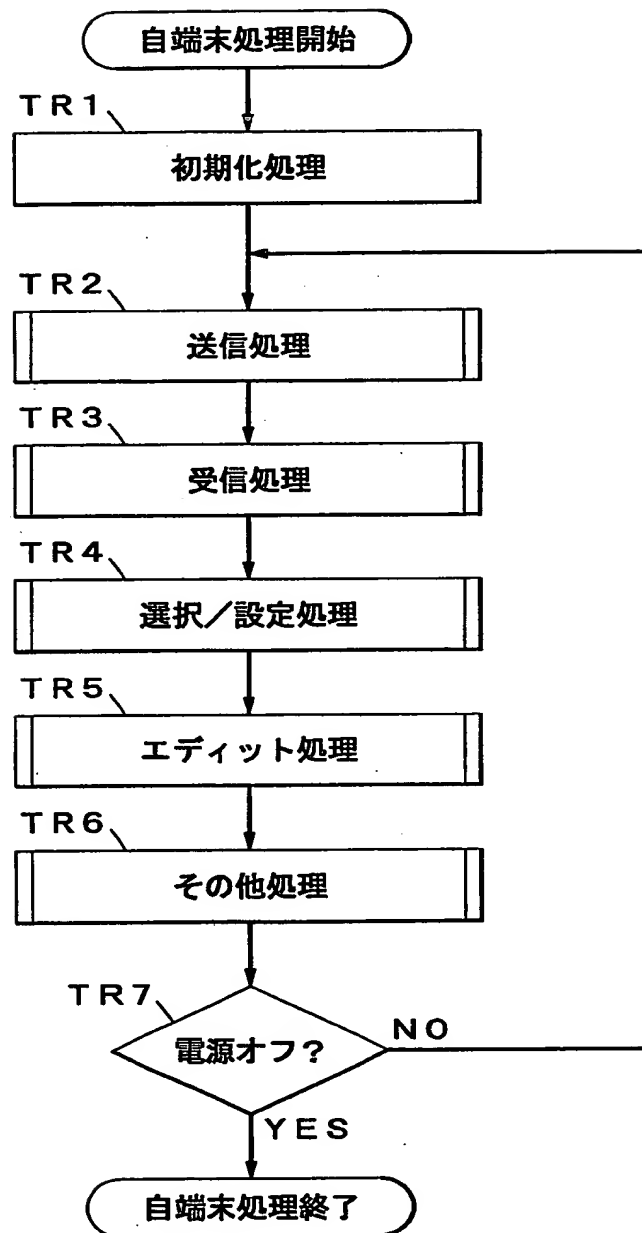 自端末処理開始
TR1
初期化処理
TR2
送信処理
TR3
受信処理
TR4
選択／設定処理
TR5
エディット処理
TR6
その他処理
TR7
電源オフ?
NO
YES
自端末処理終了